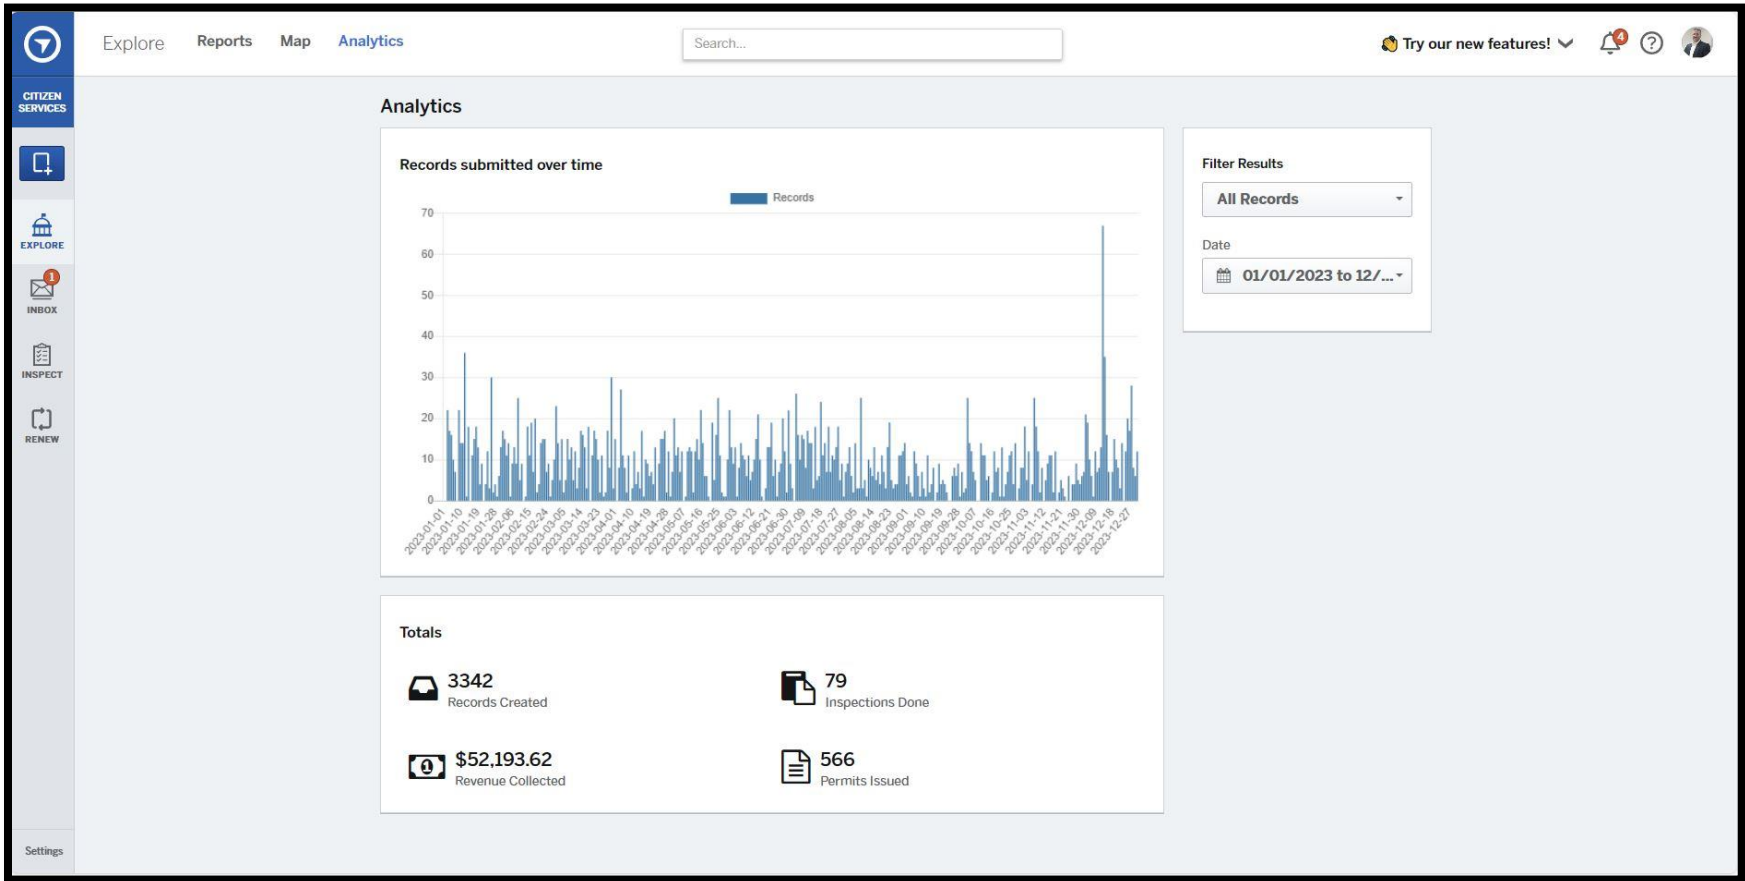 Explore Reports Map Analytics Search... Try our new features! 4 ?
CITIZEN
SERVICES
EXPLORE
1
INBOX
INSPECT
RENEW
Settings
Analytics
Records submitted over time
Records
70
60
50
40
30
20
10
0
2023-01-01
2023-01-10
2023-01-19
2023-01-28
2023-02-06
2023-02-15
2023-02-24
2023-03-05
2023-03-14
2023-03-23
2023-04-01
2023-04-10
2023-04-19
2023-04-28
2023-05-07
2023-05-16
2023-05-25
2023-06-03
2023-06-12
2023-06-21
2023-06-30
2023-07-09
2023-07-18
2023-07-27
2023-08-05
2023-08-14
2023-08-23
2023-09-01
2023-09-10
2023-09-19
2023-09-28
2023-10-07
2023-10-16
2023-10-25
2023-11-03
2023-11-12
2023-11-21
2023-11-30
2023-12-09
2023-12-18
2023-12-27
Filter Results
All Records
Date
01/01/2023 to 12/...
Totals
3342
Records Created
79
Inspections Done
$52,193.62
Revenue Collected
566
Permits Issued